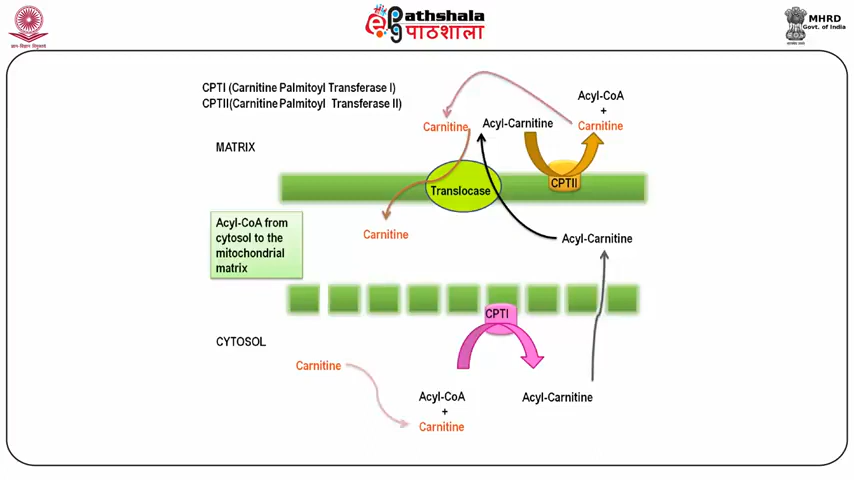 ePathshala
पाठशाला
MHRD
Govt. of India
CPTI (Carnitine Palmitoyl Transferase I)
CPTII(Carnitine Palmitoyl Transferase II)
Acyl-CoA
+
Carnitine
Carnitine
Acyl-Carnitine
MATRIX
CPTII
Translocase
Carnitine
Acyl-CoA from
cytosol to the
mitochondrial
matrix
Acyl-Carnitine
CPTI
CYTOSOL
Carnitine
Acyl-CoA
+
Carnitine
Acyl-Carnitine